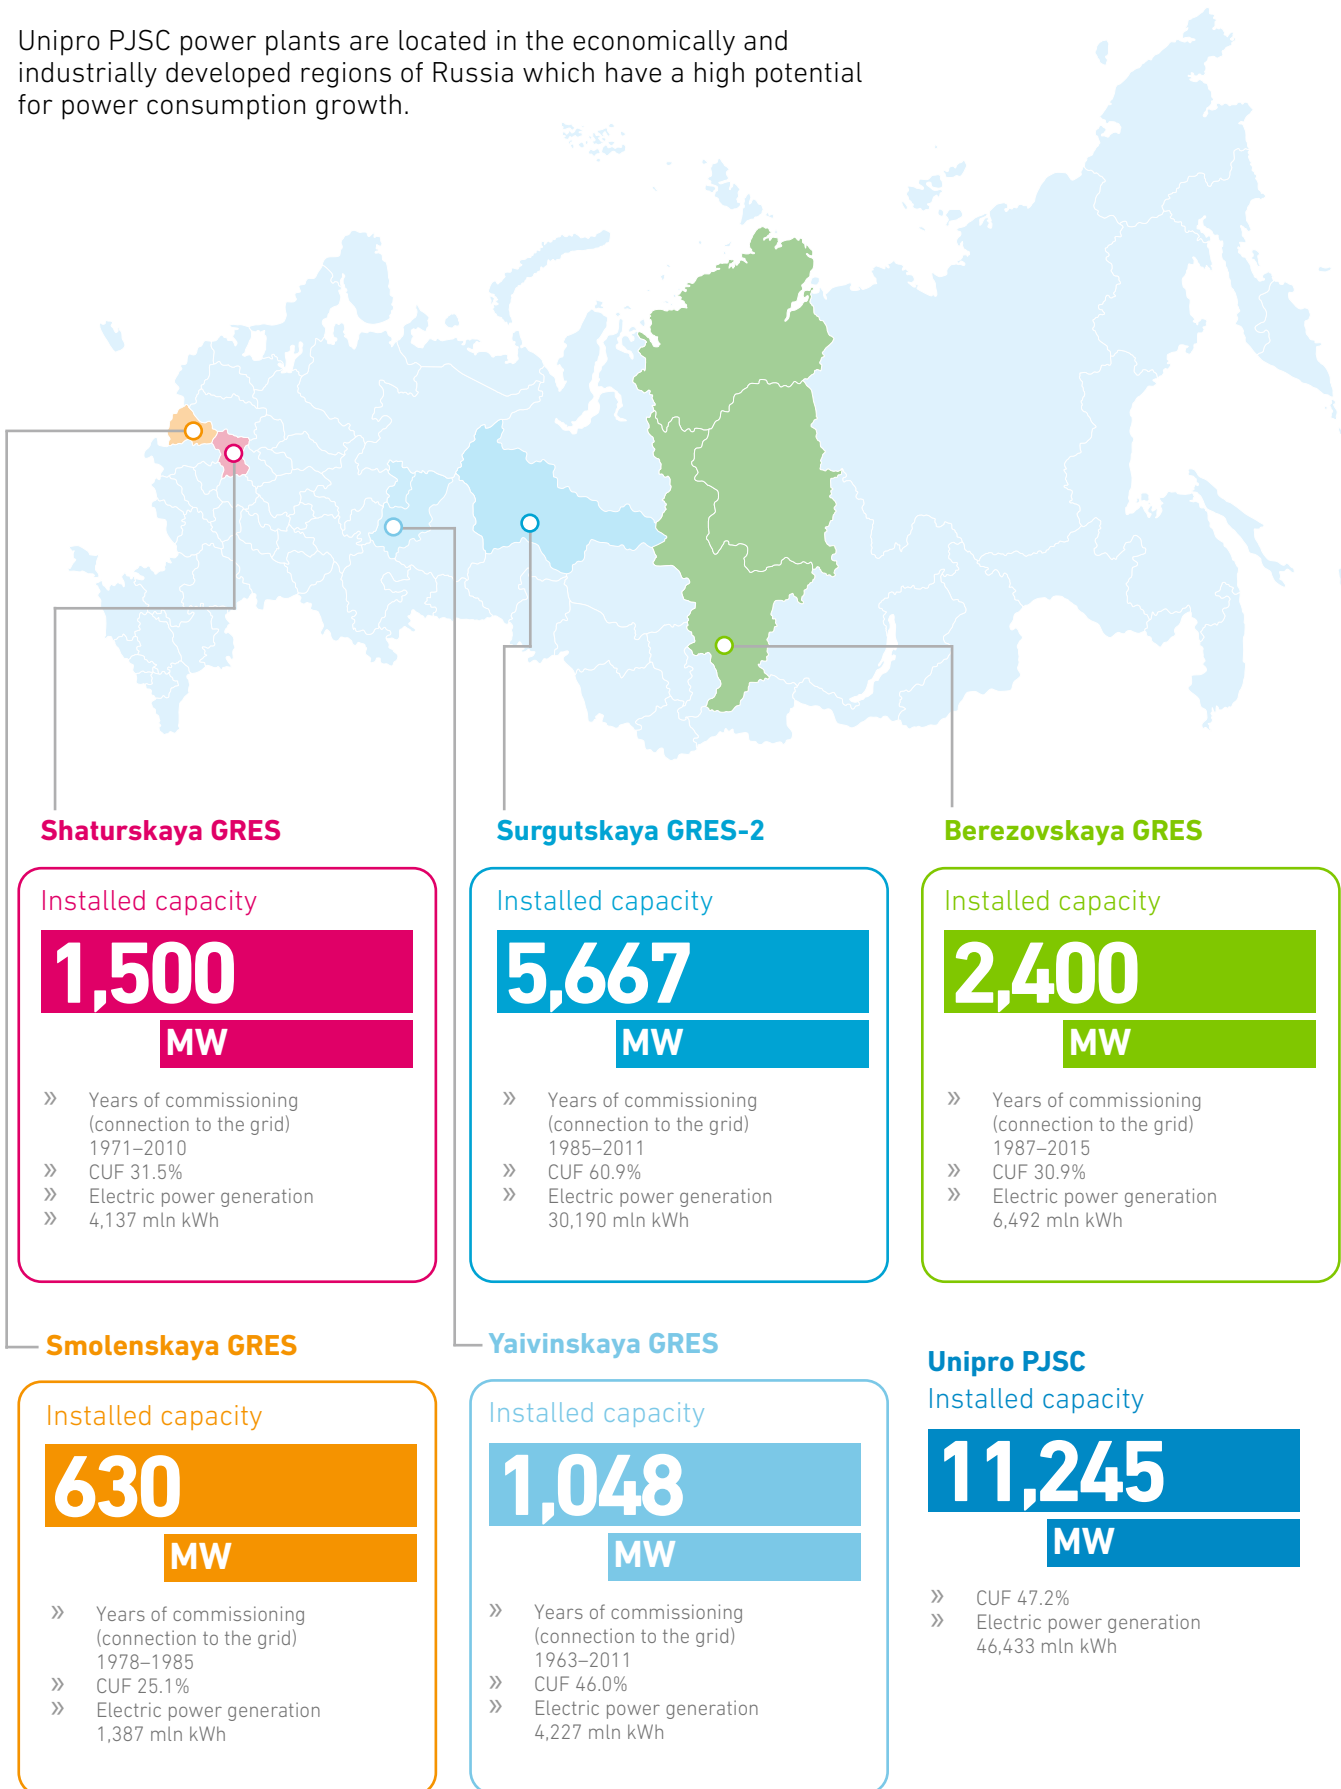 Unipro PJSC power plants are located in the economically and
industrially developed regions of Russia which have a high potential
for power consumption growth.
Shaturskaya GRES
Installed capacity
1,500
MW
» Years of commissioning
(connection to the grid)
1971–2010
» CUF 31.5%
» Electric power generation
» 4,137 mln kWh
Surgutskaya GRES-2
Installed capacity
5,667
MW
» Years of commissioning
(connection to the grid)
1985–2011
» CUF 60.9%
» Electric power generation
30,190 mln kWh
Berezovskaya GRES
Installed capacity
2,400
MW
» Years of commissioning
(connection to the grid)
1987–2015
» CUF 30.9%
» Electric power generation
6,492 mln kWh
Smolenskaya GRES
Installed capacity
630
MW
» Years of commissioning
(connection to the grid)
1978–1985
» CUF 25.1%
» Electric power generation
1,387 mln kWh
Yaivinskaya GRES
Installed capacity
1,048
MW
» Years of commissioning
(connection to the grid)
1963–2011
» CUF 46.0%
» Electric power generation
4,227 mln kWh
Unipro PJSC
Installed capacity
11,245
MW
» CUF 47.2%
» Electric power generation
46,433 mln kWh